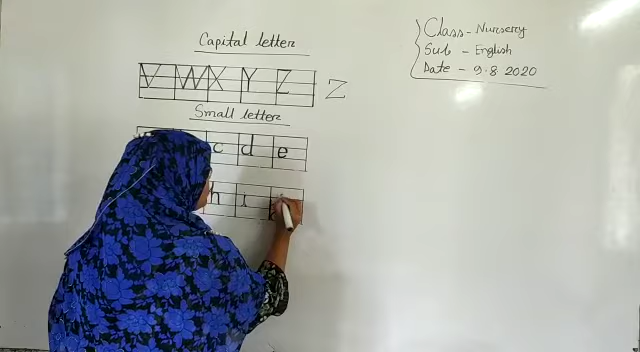 Capital letter
V W X Y Z Z
Small letter
c d e
h i
Class - Nursery
Sub - English
Date - 9.8 2020